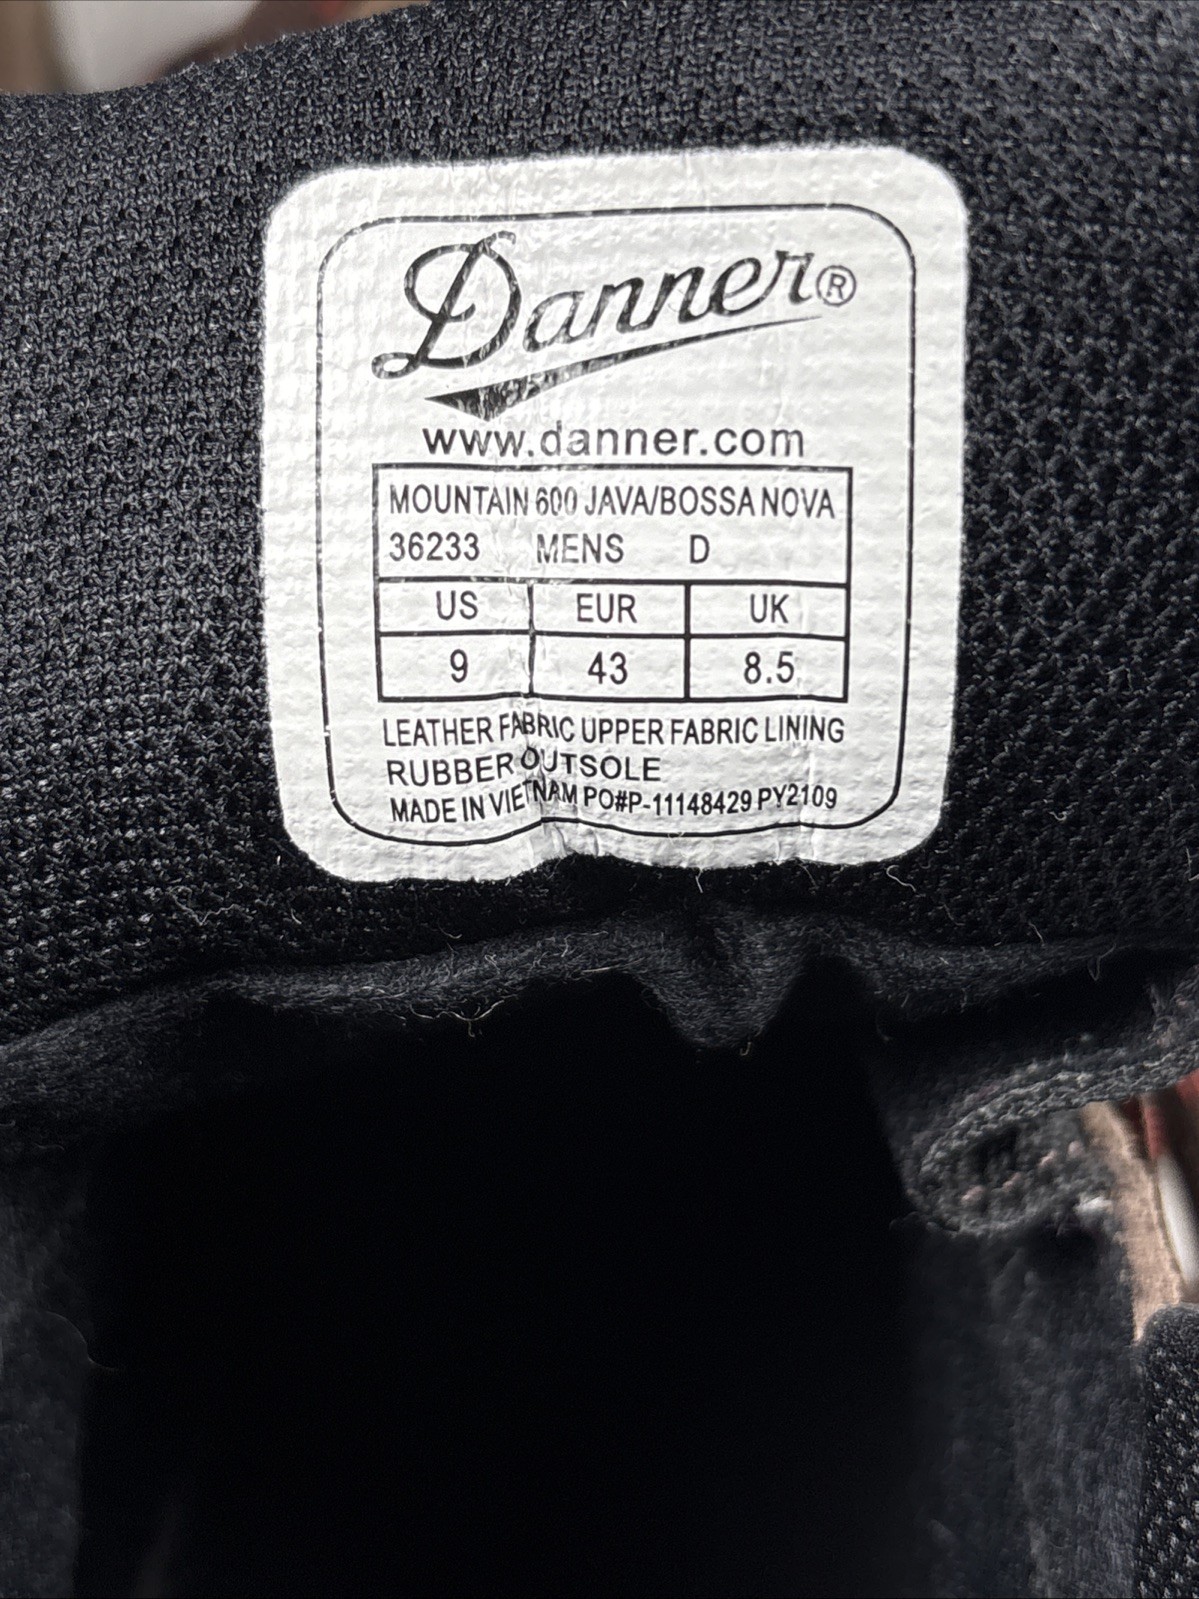 Danner®
www.danner.com
MOUNTAIN 600 JAVA/BOSSA NOVA
36233 MENS D
US EUR UK
9 43 8.5
LEATHER FABRIC UPPER FABRIC LINING
RUBBER OUTSOLE
MADE IN VIETNAM PO#P-11148429 PY2109